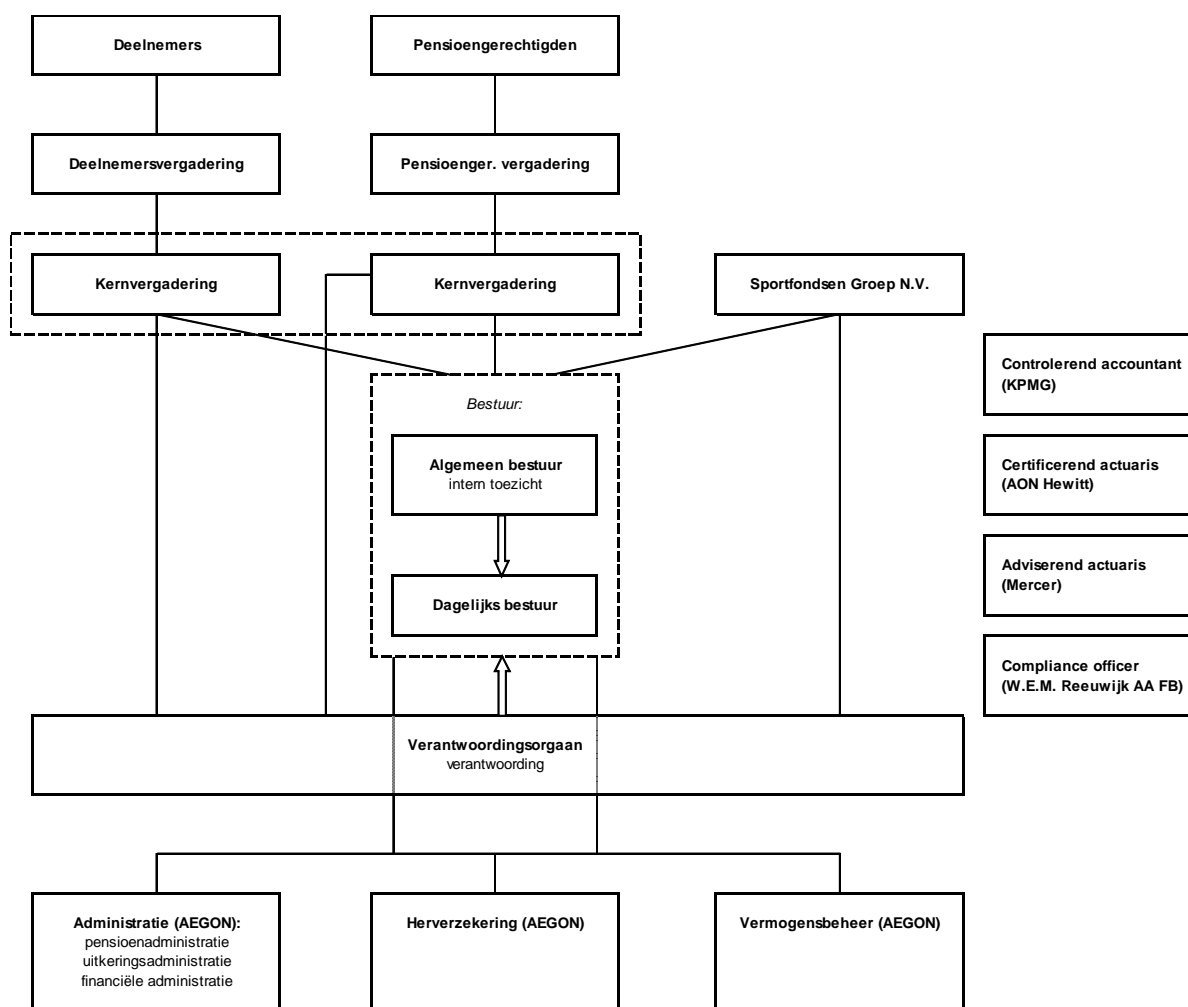 Deelnemers
Pensioengerechtigden
Deelnemersvergadering
Pensioenger. vergadering
Kernvergadering
Kernvergadering
Sportfondsen Groep N.V.
Controlerend accountant
(KPMG)
Bestuur:
Algemeen bestuur
intern toezicht
Certificerend actuaris
(AON Hewitt)
Adviserend actuaris
(Mercer)
Dagelijks bestuur
Compliance officer
(W.E.M. Reeuwijk AA FB)
Verantwoordingsorgaan
verantwoording
Administratie (AEGON):
pensioenadministratie
uitkeringsadministratie
financiële administratie
Herverzekering (AEGON)
Vermogensbeheer (AEGON)